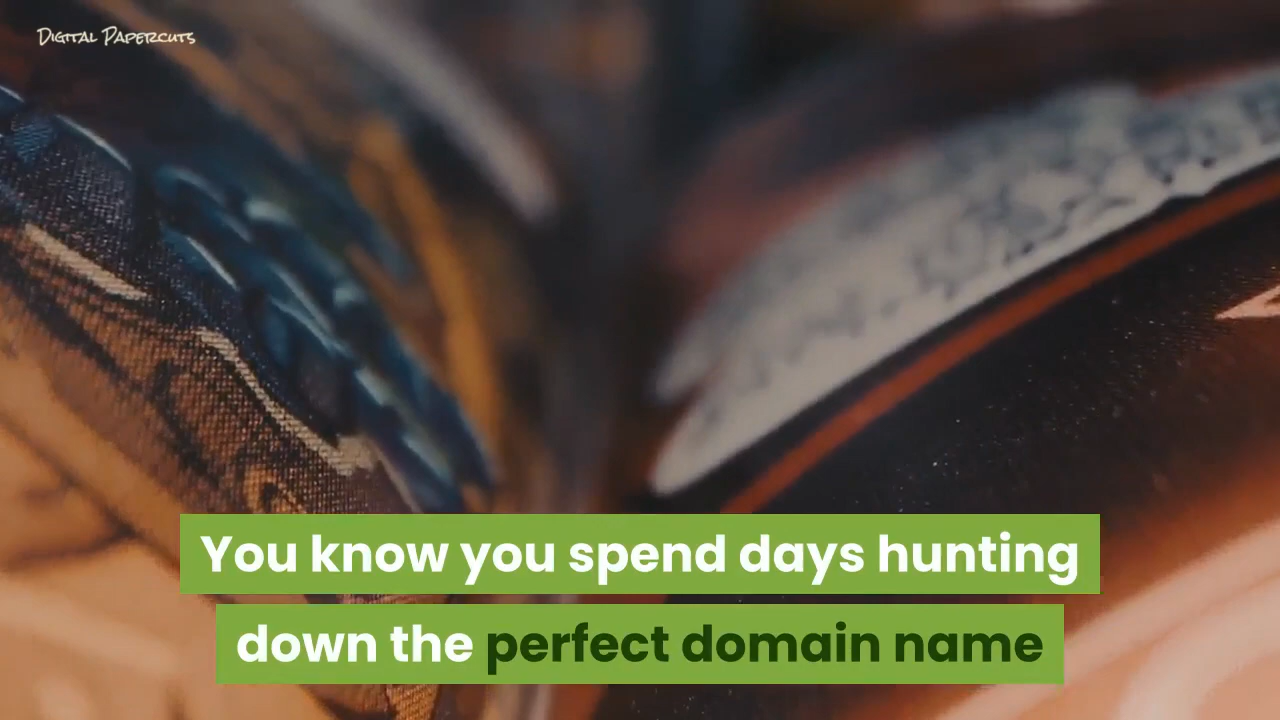 Digital Papercuts
You know you spend days hunting
down the perfect domain name